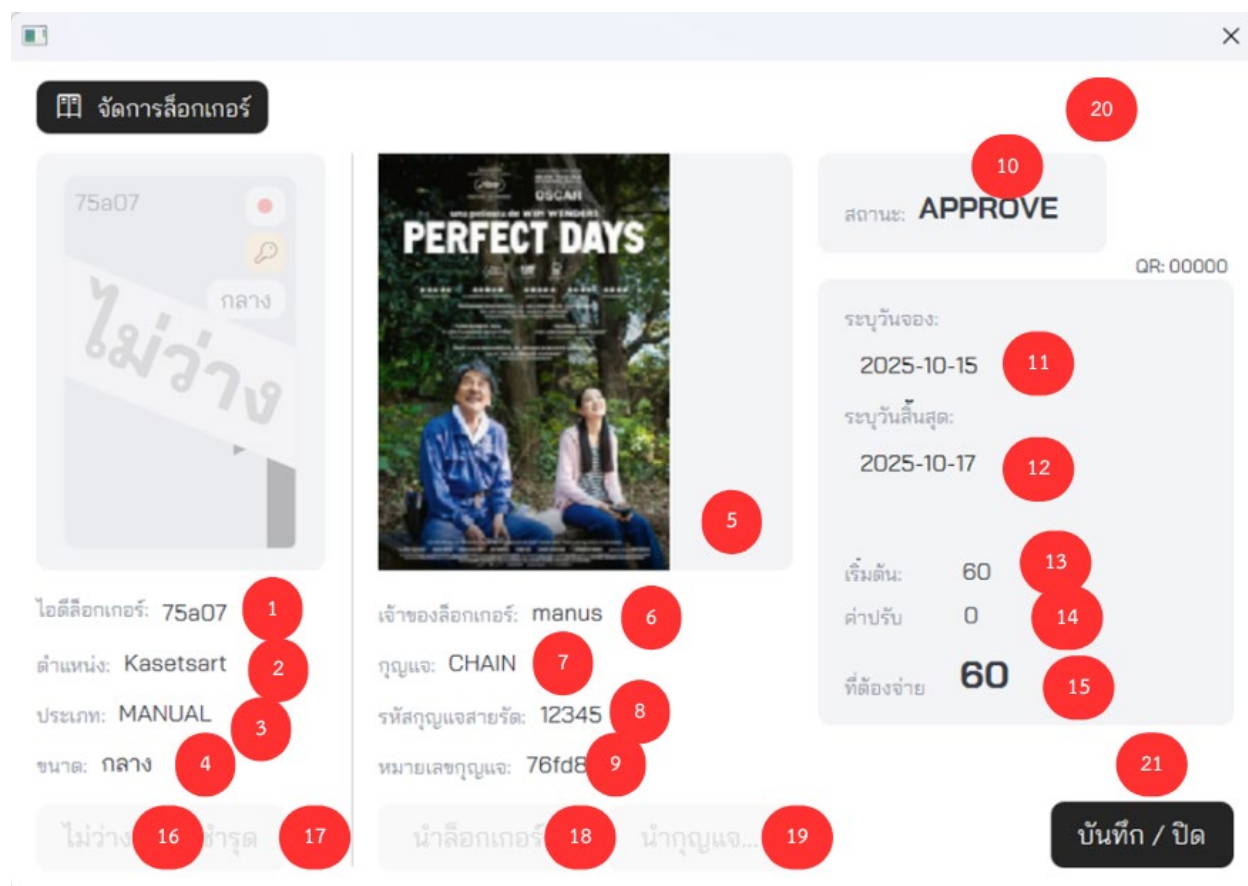 จัดการล็อกเกอร์
20
75a07
กลาง
ไม่ว่าง
OSCAR
una película de WIM WENDERS
PERFECT DAYS
5
10
สถานะ: APPROVE
QR: 00000
ระบุวันจอง:
2025-10-15 11
ระบุวันสิ้นสุด:
2025-10-17 12
เริ่มต้น: 60 13
ค่าปรับ 0 14
ที่ต้องจ่าย 60 15
ไอดีล็อกเกอร์: 75a07 1
ตำแหน่ง: Kasetsart 2
ประเภท: MANUAL 3
ขนาด: กลาง 4
เจ้าของล็อกเกอร์: manus 6
กุญแจ: CHAIN 7
รหัสกุญแจสายรัด: 12345 8
หมายเลขกุญแจ: 76fd8 9
ไม่ว่าง 16 ชำรุด 17
นำล็อกเกอร์ 18 นำกุญแจ... 19
21
บันทึก / ปิด